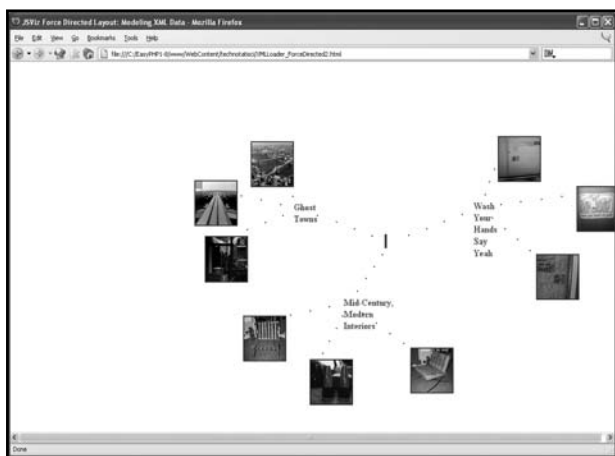 JSViz Force Directed Layout: Modeling XML Data - Mozilla Firefox
File Edit View Go Bookmarks Tools Help
Ghost
Towns'
Wash
Your
Hands
Say
Yeah
Mid-Century,
Modern
Interiors'
Done